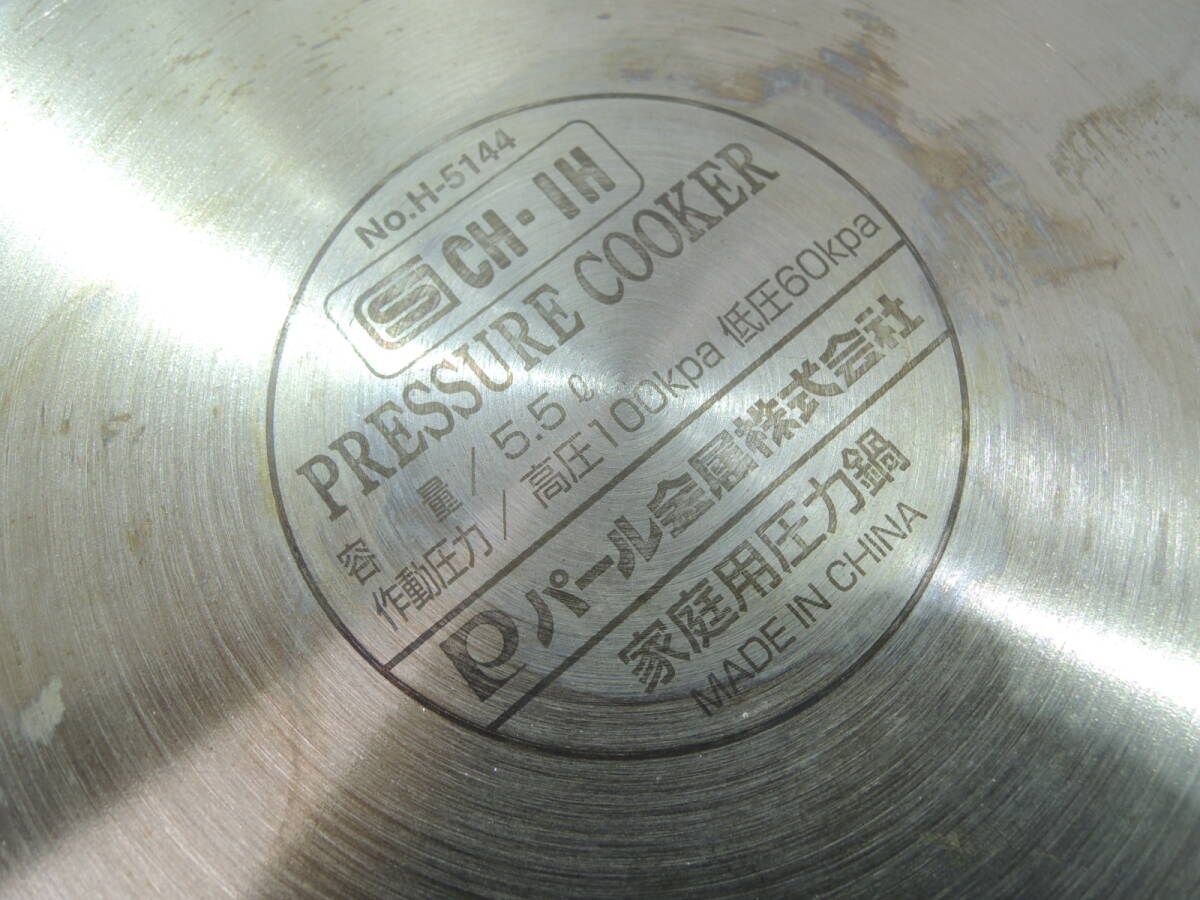 No.H-5144
SG CH-IH
PRESSURE COOKER
容量/5.5ℓ
作動圧力/高圧100kpa 低圧60kpa
パール金属株式会社
家庭用圧力鍋
MADE IN CHINA